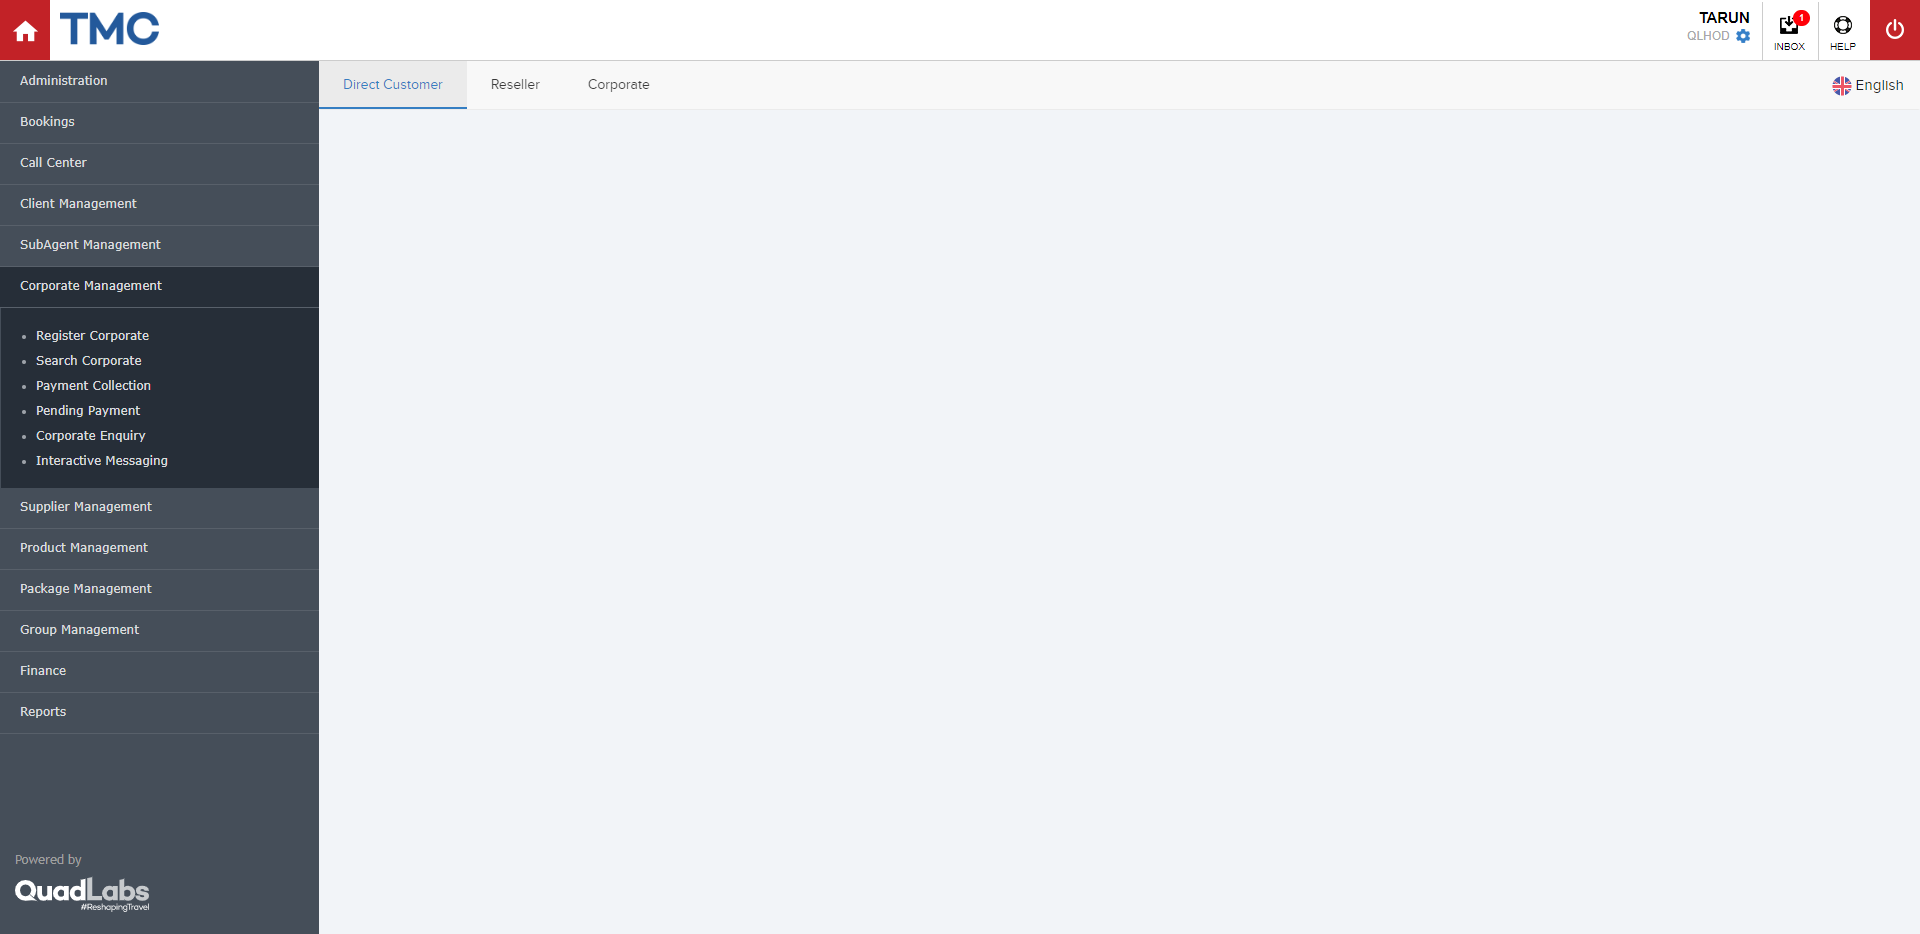 TMC
TARUN
QLHOD
1
INBOX
HELP
Direct Customer
Reseller
Corporate
English
Administration
Bookings
Call Center
Client Management
SubAgent Management
Corporate Management
Register Corporate
Search Corporate
Payment Collection
Pending Payment
Corporate Enquiry
Interactive Messaging
Supplier Management
Product Management
Package Management
Group Management
Finance
Reports
Powered by
QuadLabs
#ReshapingTravel